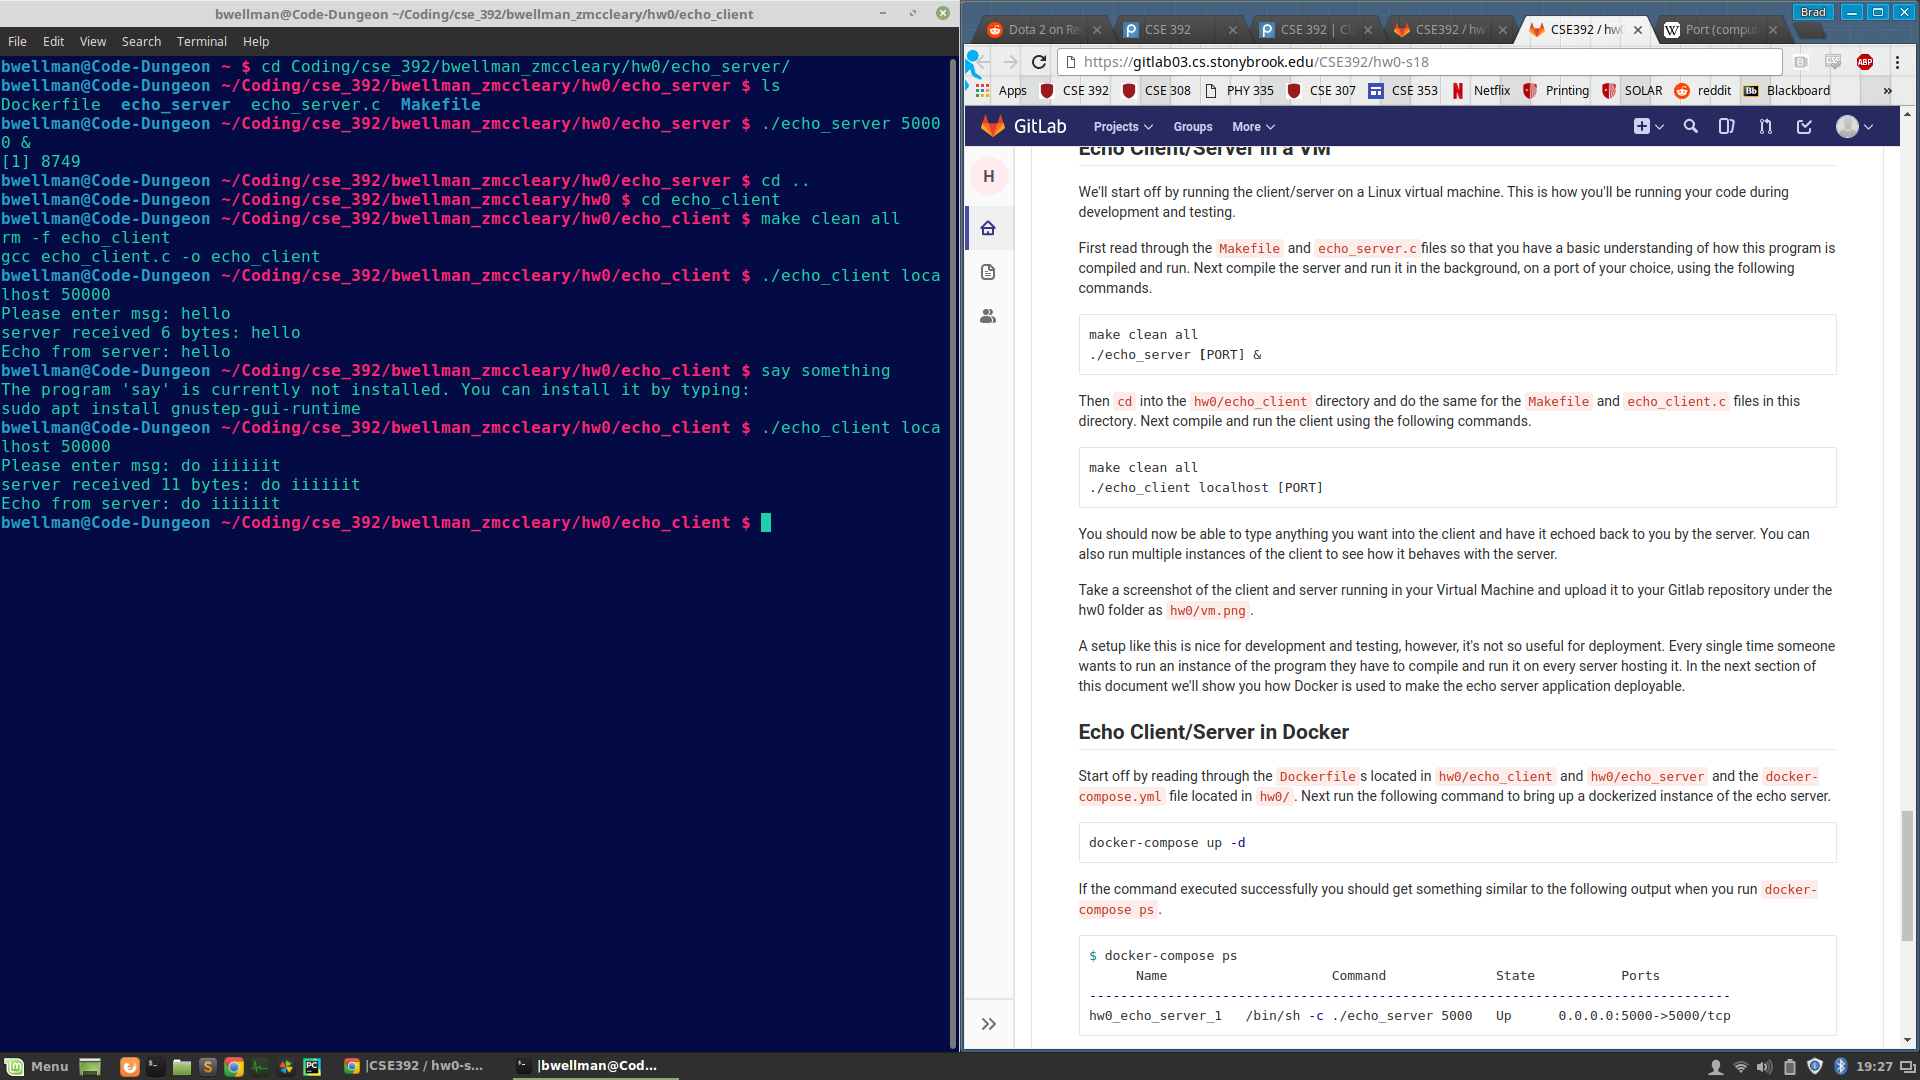 bwellman@Code-Dungeon ~/Coding/cse_392/bwellman_zmccleary/hw0/echo_client
File Edit View Search Terminal Help
bwellman@Code-Dungeon ~ $ cd Coding/cse_392/bwellman_zmccleary/hw0/echo_server/
bwellman@Code-Dungeon ~/Coding/cse_392/bwellman_zmccleary/hw0/echo_server $ ls
Dockerfile echo_server echo_server.c Makefile
bwellman@Code-Dungeon ~/Coding/cse_392/bwellman_zmccleary/hw0/echo_server $ ./echo_server 5000
0 &
[1] 8749
bwellman@Code-Dungeon ~/Coding/cse_392/bwellman_zmccleary/hw0/echo_server $ cd ..
bwellman@Code-Dungeon ~/Coding/cse_392/bwellman_zmccleary/hw0 $ cd echo_client
bwellman@Code-Dungeon ~/Coding/cse_392/bwellman_zmccleary/hw0/echo_client $ make clean all
rm -f echo_client
gcc echo_client.c -o echo_client
bwellman@Code-Dungeon ~/Coding/cse_392/bwellman_zmccleary/hw0/echo_client $ ./echo_client loca
lhost 50000
Please enter msg: hello
server received 6 bytes: hello
Echo from server: hello
bwellman@Code-Dungeon ~/Coding/cse_392/bwellman_zmccleary/hw0/echo_client $ say something
The program 'say' is currently not installed. You can install it by typing:
sudo apt install gnustep-gui-runtime
bwellman@Code-Dungeon ~/Coding/cse_392/bwellman_zmccleary/hw0/echo_client $ ./echo_client loca
lhost 50000
Please enter msg: do iiiiiit
server received 11 bytes: do iiiiiit
Echo from server: do iiiiiit
bwellman@Code-Dungeon ~/Coding/cse_392/bwellman_zmccleary/hw0/echo_client $
Brad
Dota 2 on Re CSE 392 CSE 392 | Cl CSE392 / hw CSE392 / hw0 Port (comput
https://gitlab03.cs.stonybrook.edu/CSE392/hw0-s18
ABP
Apps CSE 392 CSE 308 PHY 335 CSE 307 CSE 353 Netflix Printing SOLAR reddit Bb Blackboard »
GitLab Projects Groups More
H
Echo Client/Server in a VM
We'll start off by running the client/server on a Linux virtual machine. This is how you'll be running your code during
development and testing.
First read through the Makefile and echo_server.c files so that you have a basic understanding of how this program is
compiled and run. Next compile the server and run it in the background, on a port of your choice, using the following
commands.
make clean all
./echo_server [PORT] &
Then cd into the hw0/echo_client directory and do the same for the Makefile and echo_client.c files in this
directory. Next compile and run the client using the following commands.
make clean all
./echo_client localhost [PORT]
You should now be able to type anything you want into the client and have it echoed back to you by the server. You can
also run multiple instances of the client to see how it behaves with the server.
Take a screenshot of the client and server running in your Virtual Machine and upload it to your Gitlab repository under the
hw0 folder as hw0/vm.png.
A setup like this is nice for development and testing, however, it's not so useful for deployment. Every single time someone
wants to run an instance of the program they have to compile and run it on every server hosting it. In the next section of
this document we'll show you how Docker is used to make the echo server application deployable.
Echo Client/Server in Docker
Start off by reading through the Dockerfiles located in hw0/echo_client and hw0/echo_server and the docker-
compose.yml file located in hw0/. Next run the following command to bring up a dockerized instance of the echo server.
docker-compose up -d
If the command executed successfully you should get something similar to the following output when you run docker-
compose ps.
$ docker-compose ps
Name Command State Ports
----------------------------------------------------------------------------------
hw0_echo_server_1 /bin/sh -c ./echo_server 5000 Up 0.0.0.0:5000->5000/tcp
Menu |CSE392 / hw0-s... |bwellman@Cod... 19:27